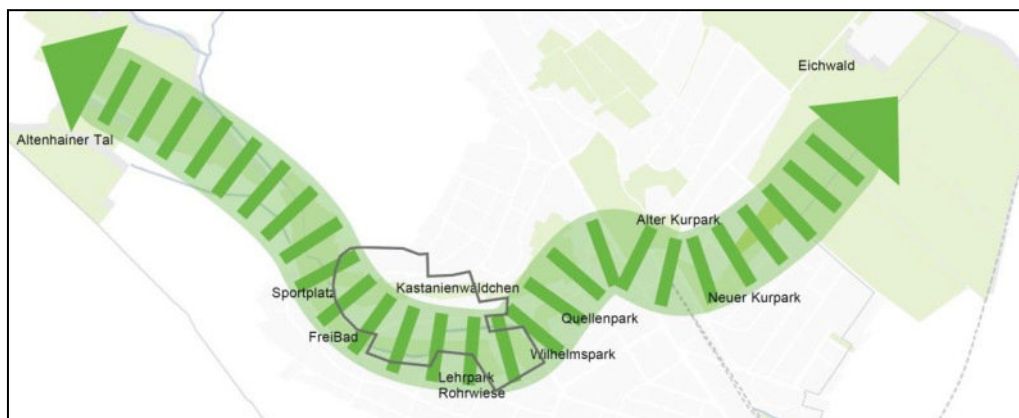 Eichwald
Altenhainer Tal
Alter Kurpark
Kastanienwäldchen
Sportplatz
Neuer Kurpark
Quellenpark
FreiBad
Wilhelmspark
Lehrpark
Rohrwiese